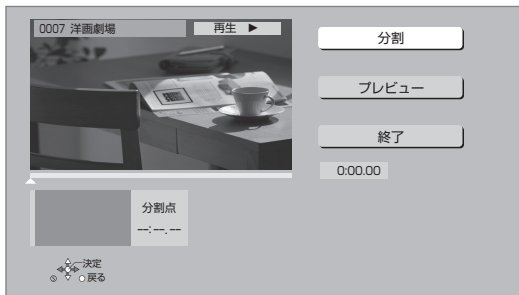 0007 洋画劇場
再生 ▶
分割
プレビュー
終了
0:00.00
分割点
--:--.--
決定
戻る